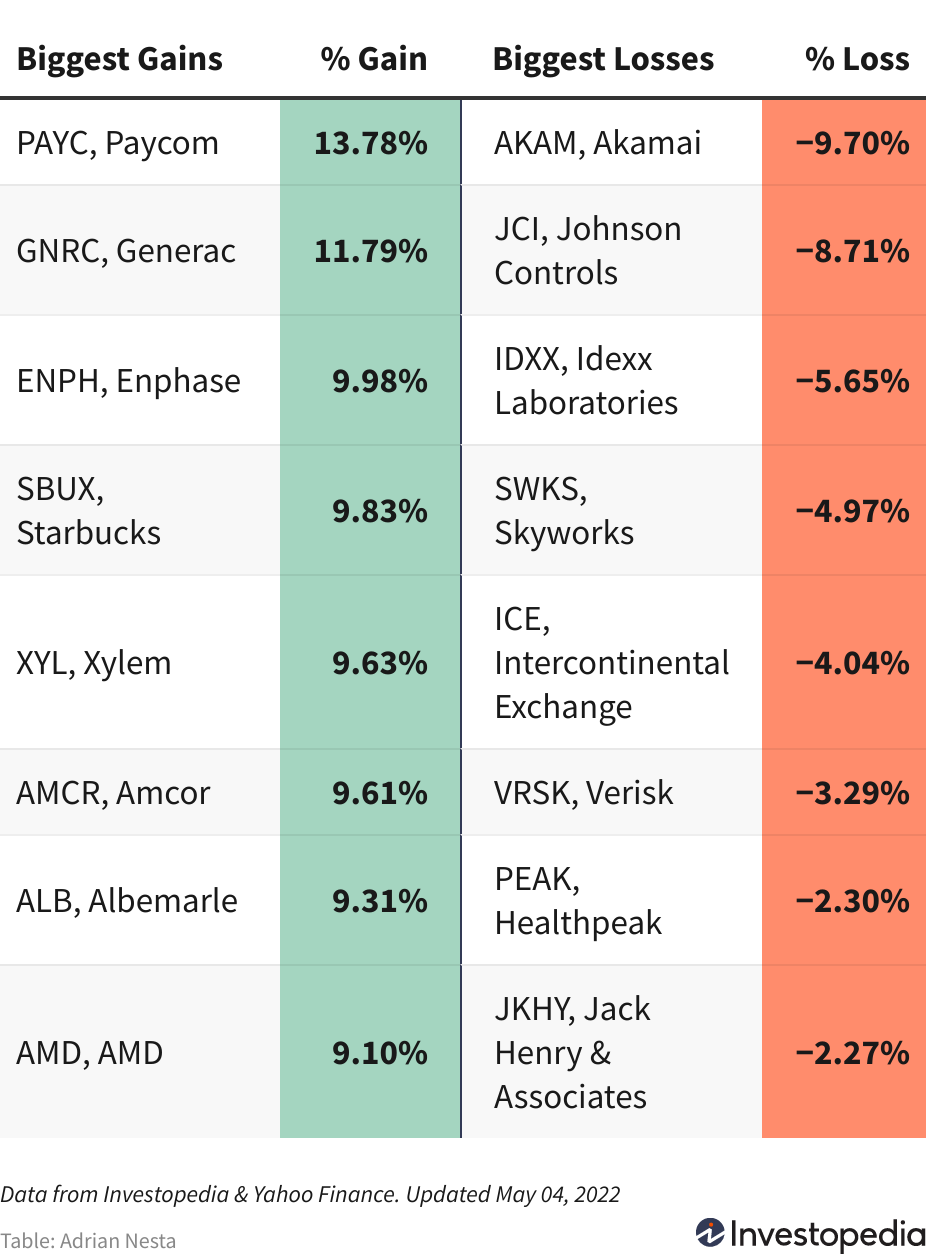 Biggest Gains % Gain Biggest Losses % Loss
PAYC, Paycom 13.78% AKAM, Akamai −9.70%
GNRC, Generac 11.79% JCI, Johnson
Controls −8.71%
ENPH, Enphase 9.98% IDXX, Idexx
Laboratories −5.65%
SBUX,
Starbucks 9.83% SWKS,
Skyworks −4.97%
XYL, Xylem 9.63% ICE,
Intercontinental
Exchange −4.04%
AMCR, Amcor 9.61% VRSK, Verisk −3.29%
ALB, Albemarle 9.31% PEAK,
Healthpeak −2.30%
AMD, AMD 9.10% JKHY, Jack
Henry &
Associates −2.27%
Data from Investopedia & Yahoo Finance. Updated May 04, 2022
Table: Adrian Nesta
Investopedia